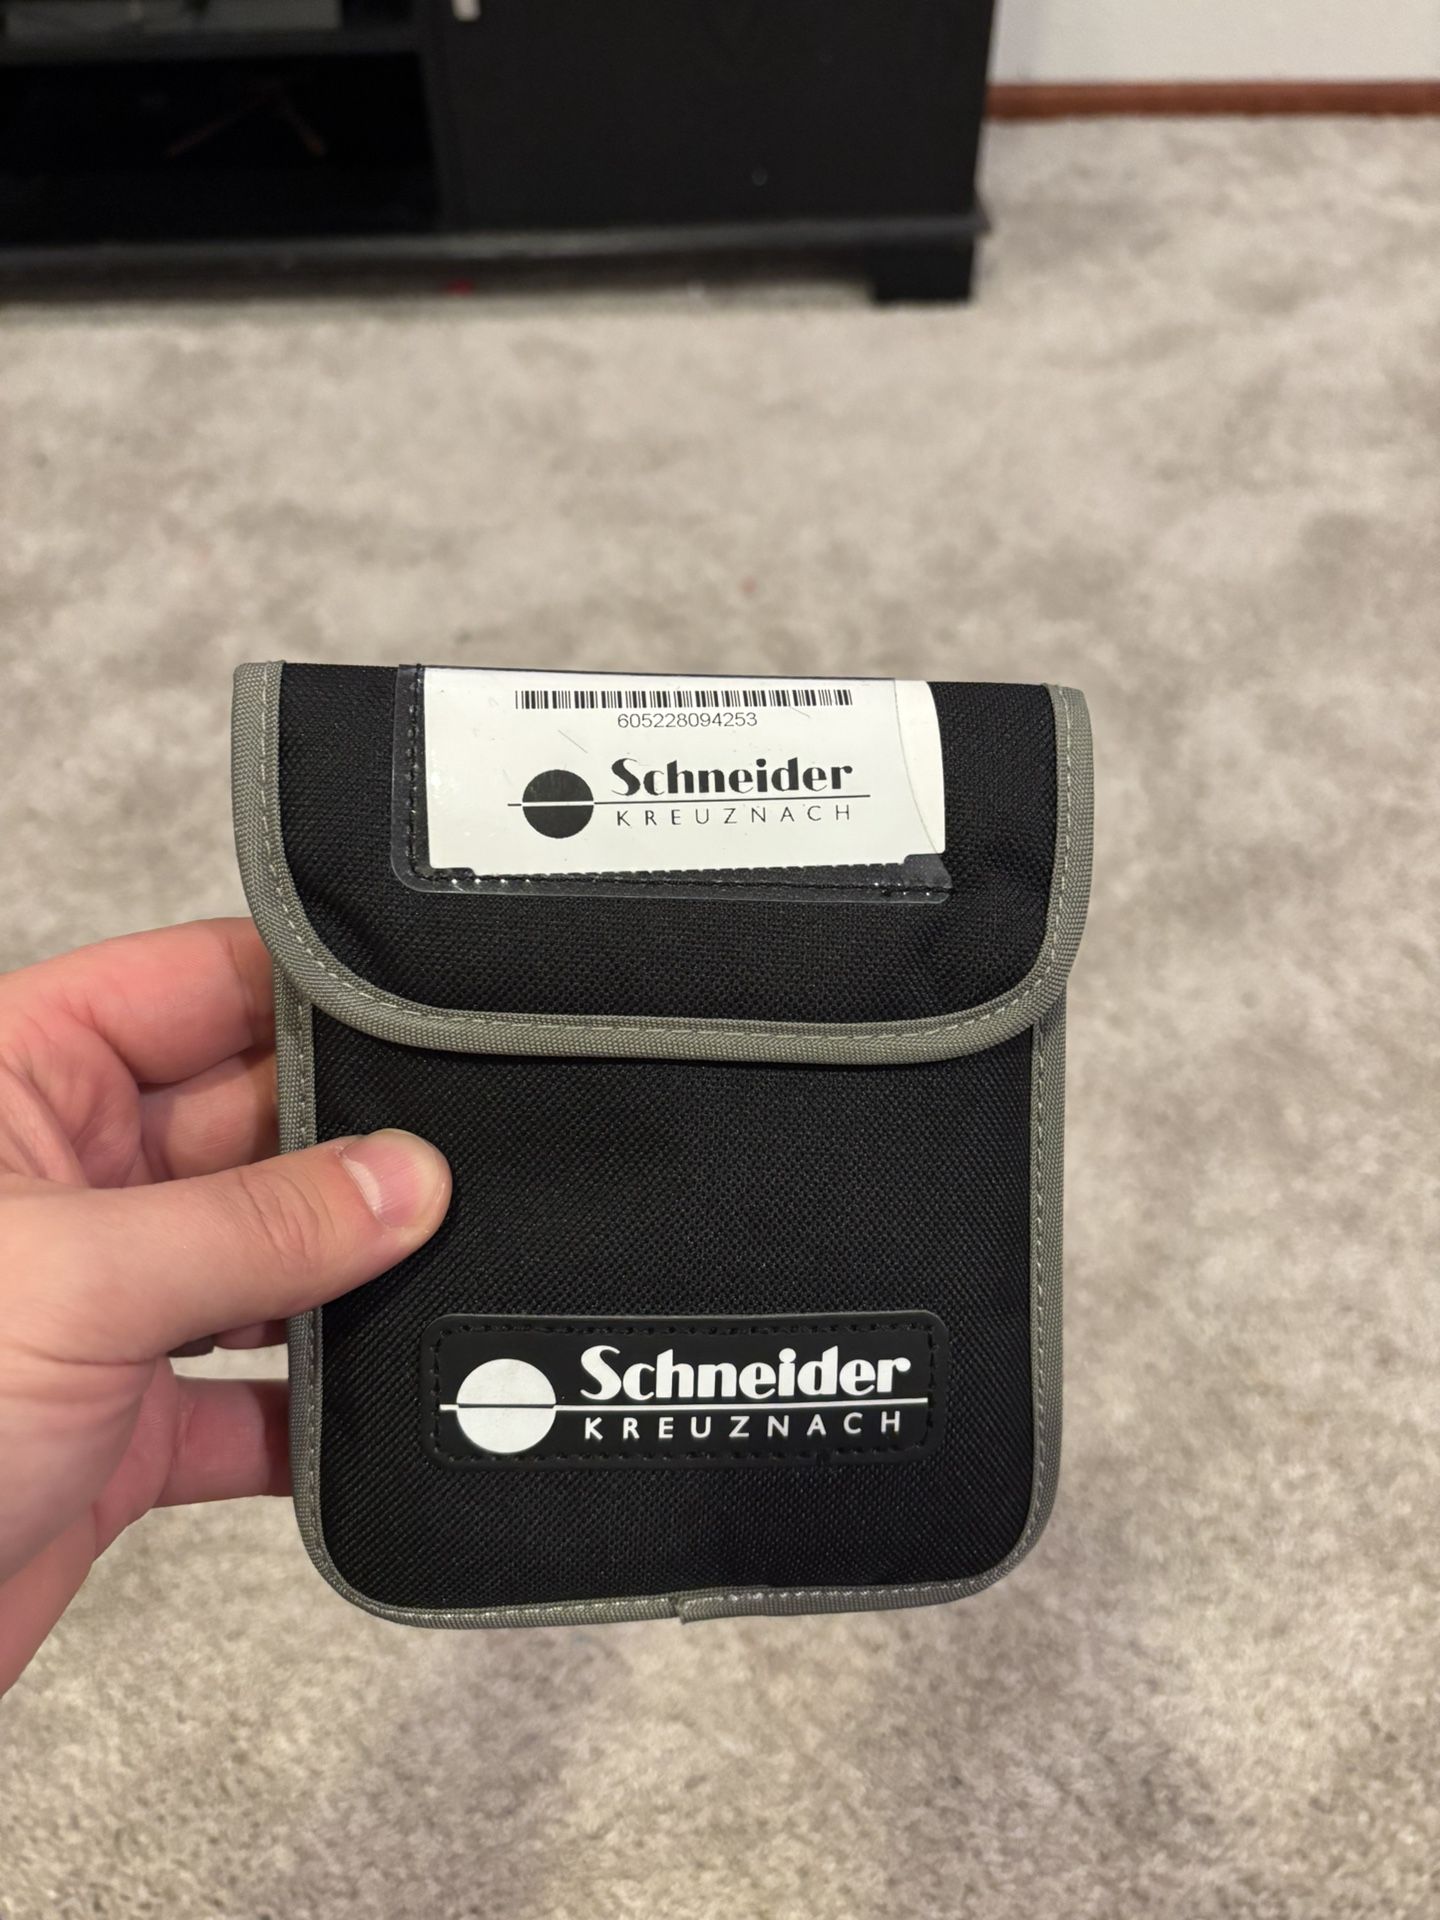 605228094253
Schneider
KREUZNACH
Schneider
KREUZNACH